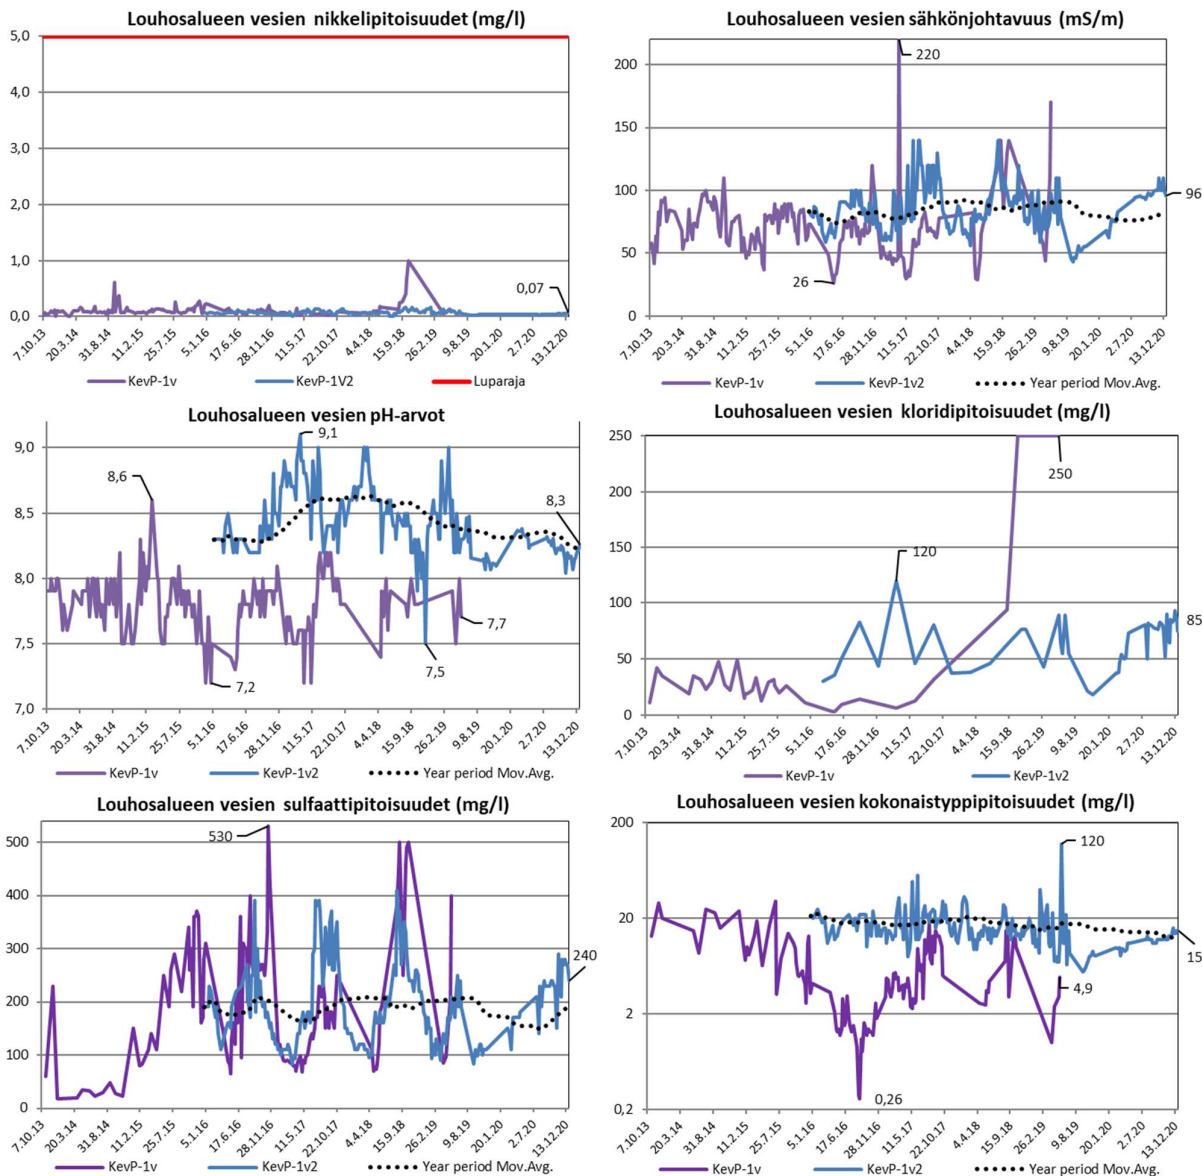 Louhosalueen vesien nikkelipitoisuudet (mg/l)
5,0
4,0
3,0
2,0
1,0
0,0
0,07
7.10.13 20.3.14 31.8.14 11.2.15 25.7.15 5.1.16 17.6.16 28.11.16 11.5.17 22.10.17 4.4.18 15.9.18 26.2.19 9.8.19 20.1.20 2.7.20 13.12.20
KevP-1v KevP-1V2 Luparaja
Louhosalueen vesien sähkönjohtavuus (mS/m)
200
150
100
50
0
220
26
96
7.10.13 20.3.14 31.8.14 11.2.15 25.7.15 5.1.16 17.6.16 28.11.16 11.5.17 22.10.17 4.4.18 15.9.18 26.2.19 9.8.19 20.1.20 2.7.20 13.12.20
KevP-1v KevP-1v2 Year period Mov.Avg.
Louhosalueen vesien pH-arvot
9,0
8,5
8,0
7,5
7,0
8,6
9,1
8,3
7,2
7,5
7,7
7.10.13 20.3.14 31.8.14 11.2.15 25.7.15 5.1.16 17.6.16 28.11.16 11.5.17 22.10.17 4.4.18 15.9.18 26.2.19 9.8.19 20.1.20 2.7.20 13.12.20
KevP-1v KevP-1v2 Year period Mov.Avg.
Louhosalueen vesien kloridipitoisuudet (mg/l)
250
200
150
100
50
0
250
120
85
7.10.13 20.3.14 31.8.14 11.2.15 25.7.15 5.1.16 17.6.16 28.11.16 11.5.17 22.10.17 4.4.18 15.9.18 26.2.19 9.8.19 20.1.20 2.7.20 13.12.20
KevP-1v KevP-1v2
Louhosalueen vesien sulfaattipitoisuudet (mg/l)
500
400
300
200
100
0
530
240
7.10.13 20.3.14 31.8.14 11.2.15 25.7.15 5.1.16 17.6.16 28.11.16 11.5.17 22.10.17 4.4.18 15.9.18 26.2.19 9.8.19 20.1.20 2.7.20 13.12.20
KevP-1v KevP-1v2 Year period Mov.Avg.
Louhosalueen vesien kokonaistyppipitoisuudet (mg/l)
200
20
2
0,2
120
15
4,9
0,26
7.10.13 20.3.14 31.8.14 11.2.15 25.7.15 5.1.16 17.6.16 28.11.16 11.5.17 22.10.17 4.4.18 15.9.18 26.2.19 9.8.19 20.1.20 2.7.20 13.12.20
KevP-1v KevP-1v2 Year period Mov.Avg.